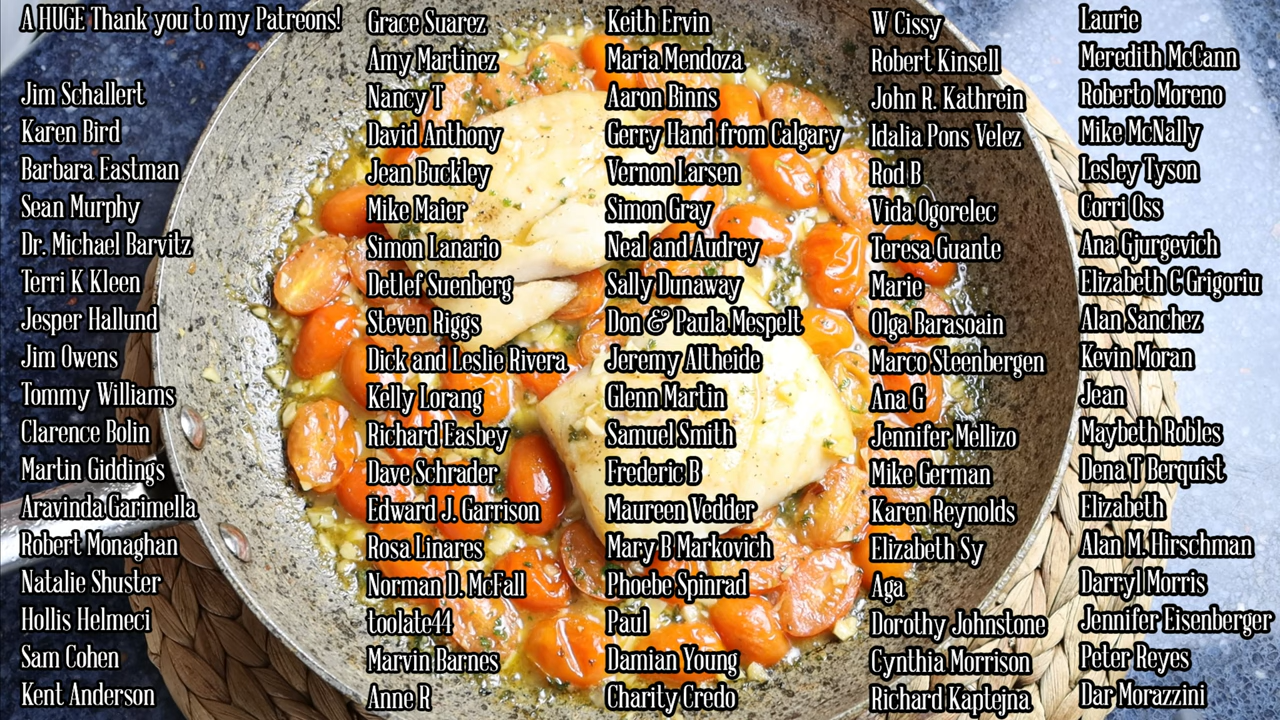 A HUGE Thank you to my Patreons!
Jim Schallert
Karen Bird
Barbara Eastman
Sean Murphy
Dr. Michael Barvitz
Terri K Kleen
Jesper Hallund
Jim Owens
Tommy Williams
Clarence Bolin
Martin Giddings
Aravinda Garimella
Robert Monaghan
Natalie Shuster
Hollis Helmeci
Sam Cohen
Kent Anderson
Grace Suarez
Amy Martinez
Nancy T
David Anthony
Jean Buckley
Mike Maier
Simon Lanario
Detlef Suenberg
Steven Riggs
Dick and Leslie Rivera
Kelly Lorang
Richard Easbey
Dave Schrader
Edward J. Garrison
Rosa Linares
Norman D. McFall
toolate44
Marvin Barnes
Anne R
Keith Ervin
Maria Mendoza
Aaron Binns
Gerry Hand from Calgary
Vernon Larsen
Simon Gray
Neal and Audrey
Sally Dunaway
Don & Paula Mespelt
Jeremy Altheide
Glenn Martin
Samuel Smith
Frederic B
Maureen Vedder
Mary B Markovich
Phoebe Spinrad
Paul
Damian Young
Charity Credo
W Cissy
Robert Kinsell
John R. Kathrein
Idalia Pons Velez
Rod B
Vida Ogorelec
Teresa Guante
Marie
Olga Barasoain
Marco Steenbergen
Ana G
Jennifer Mellizo
Mike German
Karen Reynolds
Elizabeth Sy
Aga
Dorothy Johnstone
Cynthia Morrison
Richard Kaptejna
Laurie
Meredith McCann
Roberto Moreno
Mike McNally
Lesley Tyson
Corri Oss
Ana Gjurgevich
Elizabeth C Grigoriu
Alan Sanchez
Kevin Moran
Jean
Maybeth Robles
Dena T Berquist
Elizabeth
Alan M. Hirschman
Darryl Morris
Jennifer Eisenberger
Peter Reyes
Dar Morazzini